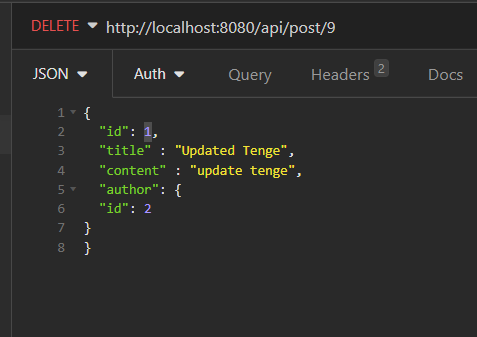 DELETE http://localhost:8080/api/post/9
JSON Auth Query Headers 2 Docs
1 {
2 "id": 1,
3 "title" : "Updated Tenge",
4 "content" : "update tenge",
5 "author": {
6 "id": 2
7 }
8 }